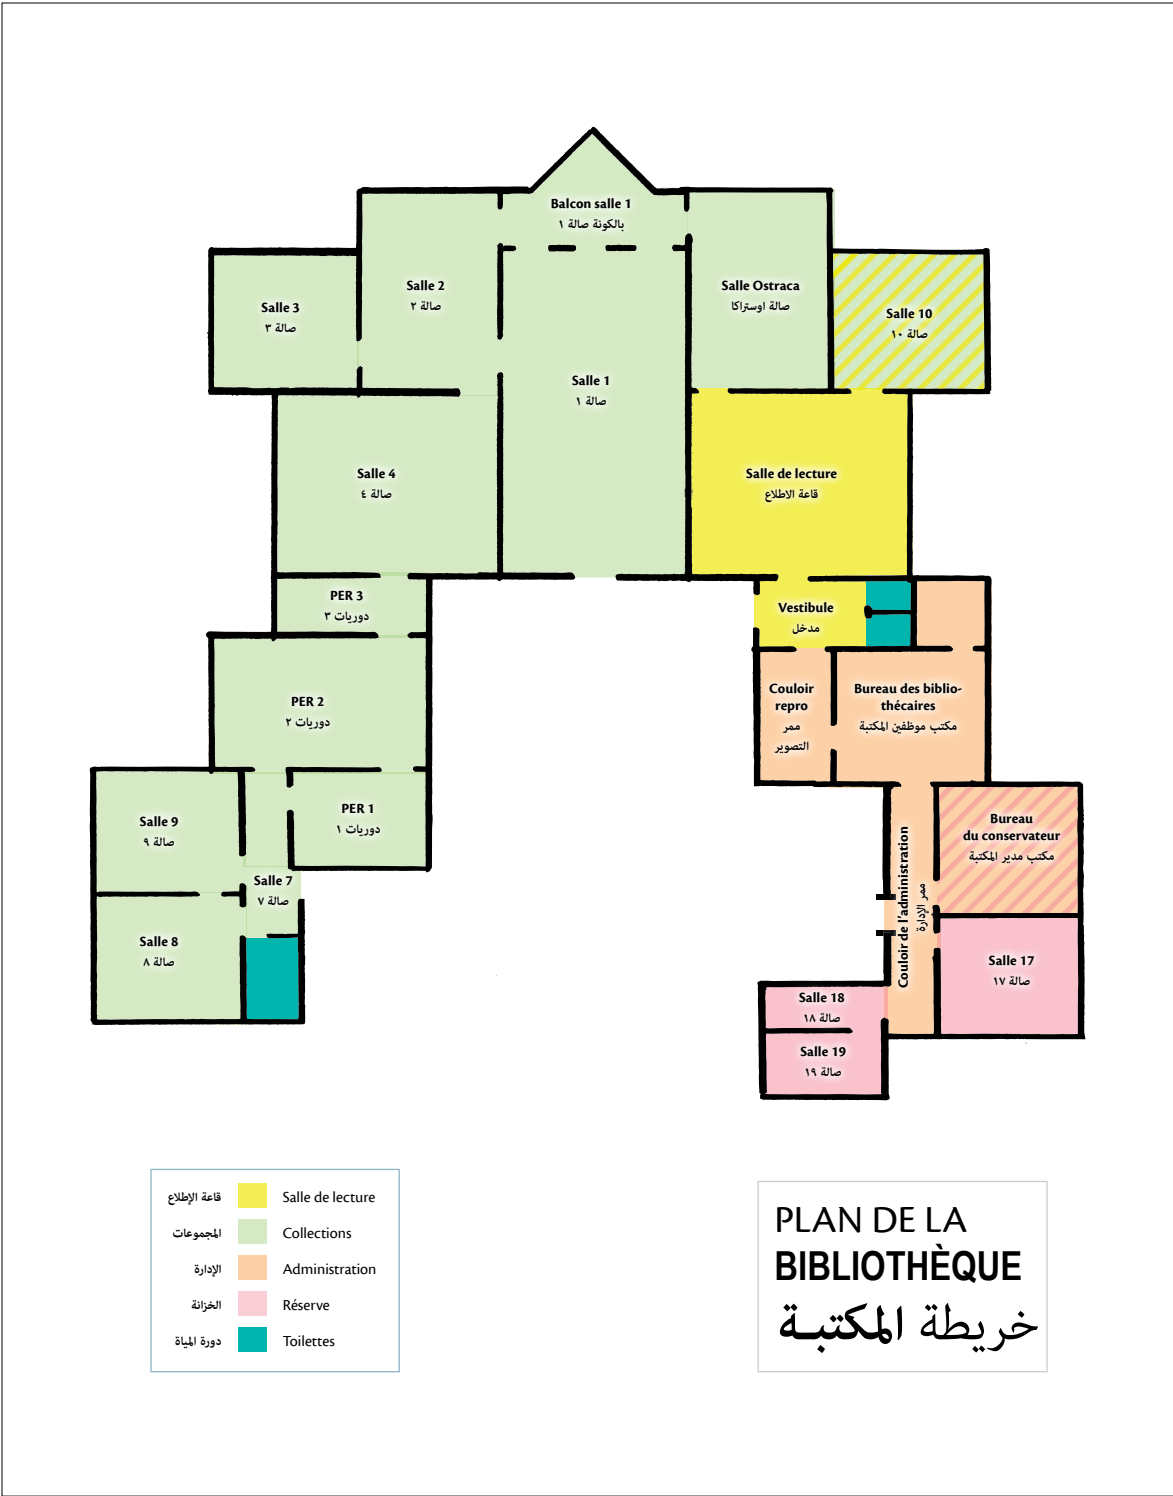 Balcon salle 1
بالكونة صالة ١
Salle 2
صالة ٢
Salle Ostraca
صالة اوستراكا
Salle 3
صالة ٣
Salle 10
صالة ١٠
Salle 1
صالة ١
Salle 4
صالة ٤
Salle de lecture
قاعة الاطلاع
PER 3
دوريات ٣
Vestibule
مدخل
PER 2
دوريات ٢
Couloir
repro
ممر
التصوير
Bureau des biblio-
thécaires
مكتب موظفين المكتبة
PER 1
دوريات ١
Salle 9
صالة ٩
Bureau
du conservateur
مكتب مدير المكتبة
Salle 7
صالة ٧
Couloir de l'administration
ممر الإدارة
Salle 8
صالة ٨
Salle 17
صالة ١٧
Salle 18
صالة ١٨
Salle 19
صالة ١٩
قاعة الإطلاع Salle de lecture
المجموعات Collections
الإدارة Administration
الخزانة Réserve
دورة المياة Toilettes
PLAN DE LA
BIBLIOTHÈQUE
خريطة المكتبة